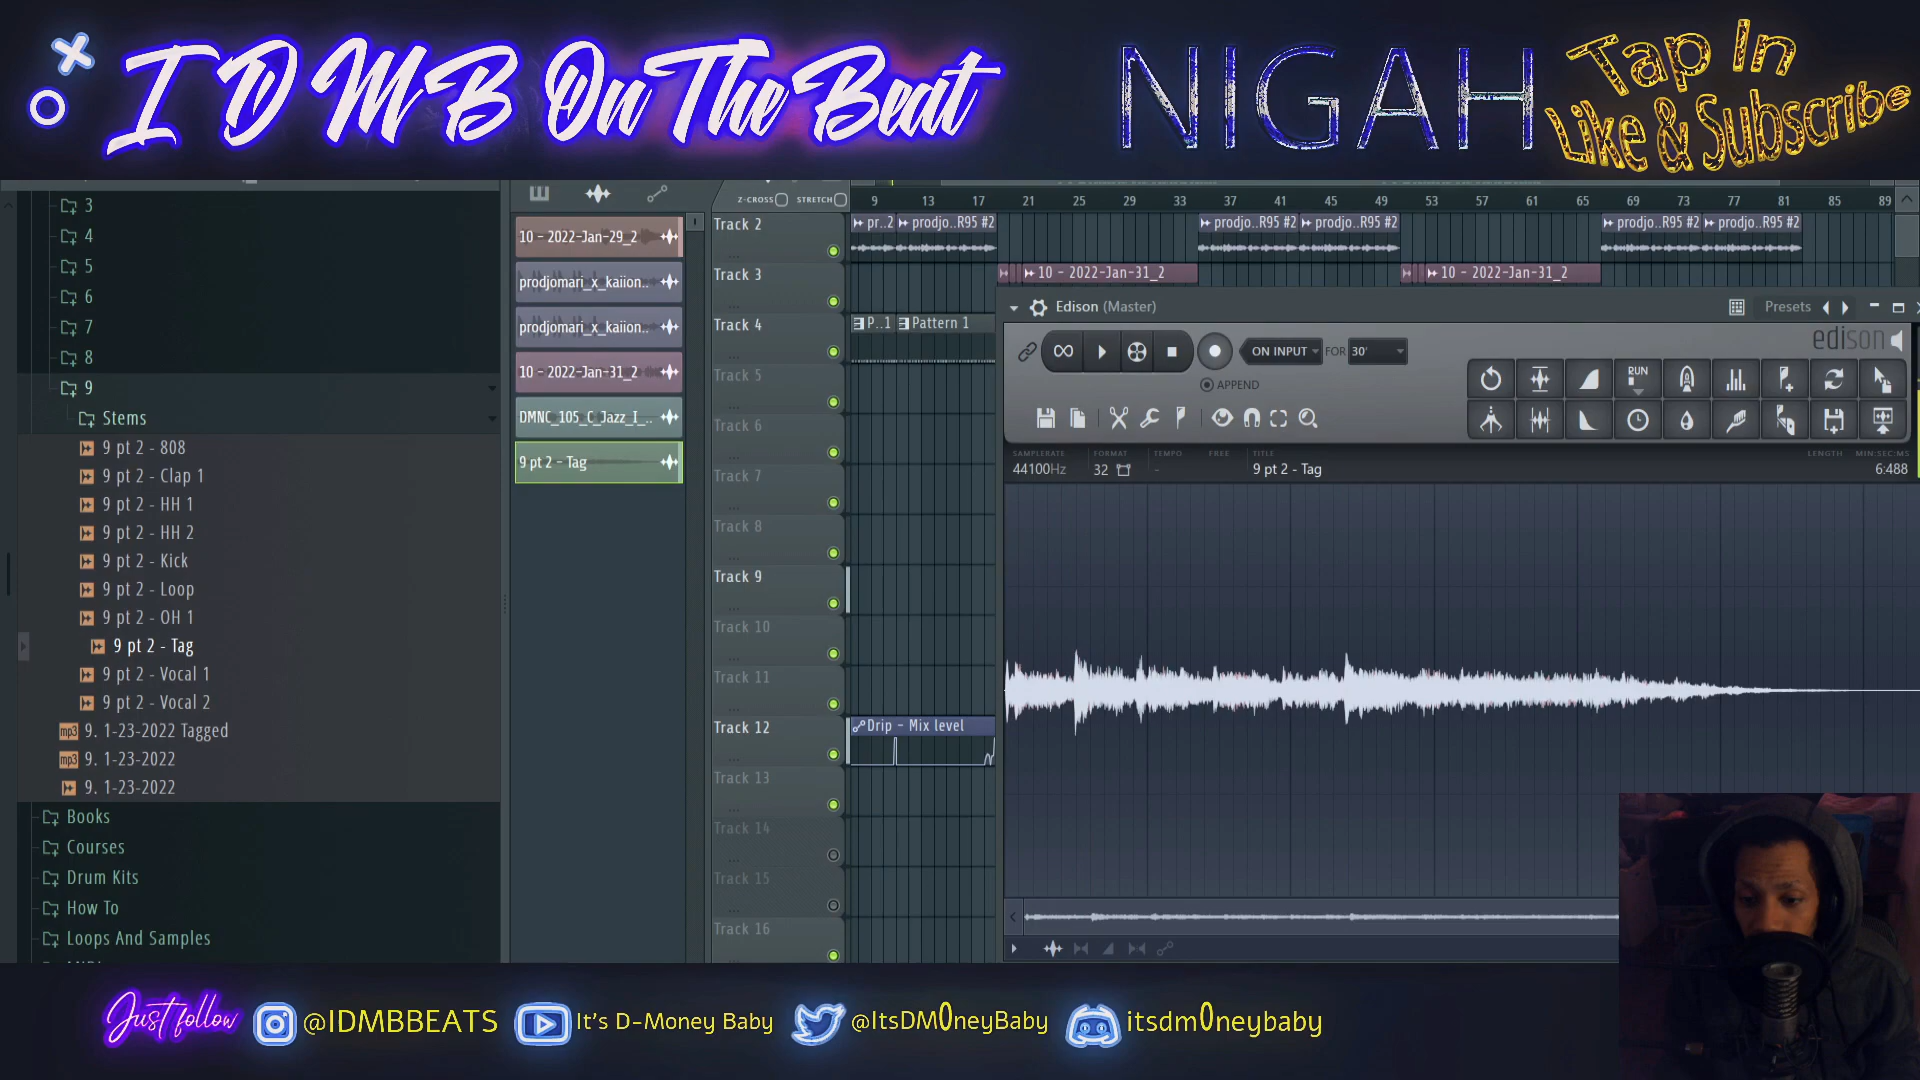 I D M B On The Beat
NIGAH
Tap In
Like & Subscribe
3
4
5
6
7
8
9
Stems
9 pt 2 - 808
9 pt 2 - Clap 1
9 pt 2 - HH 1
9 pt 2 - HH 2
9 pt 2 - Kick
9 pt 2 - Loop
9 pt 2 - OH 1
9 pt 2 - Tag
9 pt 2 - Vocal 1
9 pt 2 - Vocal 2
mp3 9. 1-23-2022 Tagged
mp3 9. 1-23-2022
9. 1-23-2022
Books
Courses
Drum Kits
How To
Loops And Samples
10 - 2022-Jan-29_2
prodjomari_x_kaiion..
prodjomari_x_kaiion..
10 - 2022-Jan-31_2
DMNC_105_C_Jazz_I_..
9 pt 2 - Tag
Z-CROSS STRETCH
9 13 17 21 25 29 33 37 41 45 49 53 57 61 65 69 73 77 81 85 89
Track 2
pr..2 prodjo..R95 #2 prodjo..R95 #2 prodjo..R95 #2 prodjo..R95 #2 prodjo..R95 #2
Track 3
10 - 2022-Jan-31_2 10 - 2022-Jan-31_2
Track 4
P..1 Pattern 1
Track 5
Track 6
Track 7
Track 8
Track 9
Track 10
Track 11
Track 12
Drip - Mix level
Track 13
Track 14
Track 15
Track 16
Edison (Master)
Presets
edison
ON INPUT FOR 30'
APPEND
RUN
SAMPLERATE FORMAT TEMPO FREE TITLE LENGTH MIN:SEC:MS
44100Hz 32 - 9 pt 2 - Tag 6:488
Just follow
@IDMBBEATS
It's D-Money Baby
@ItsDM0neyBaby
itsdm0neybaby